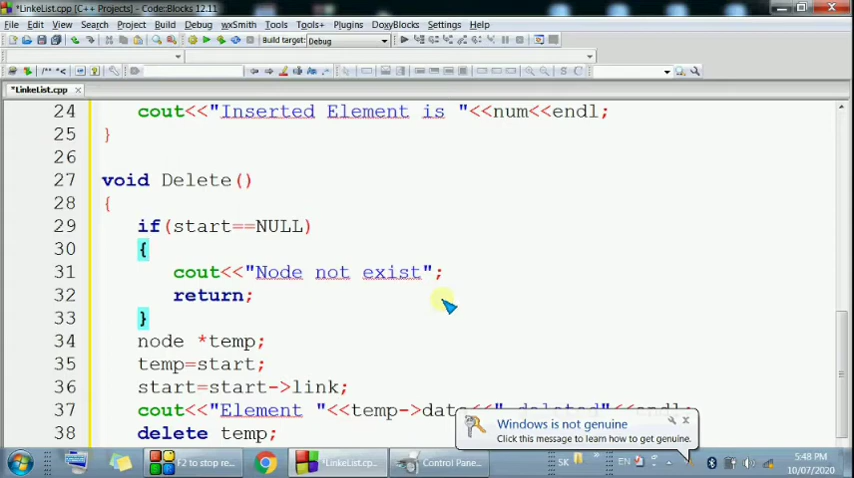 *LinkeList.cpp [C++ Projects] - Code::Blocks 12.11
File Edit View Search Project Build Debug wxSmith Tools Tools+ Plugins DoxyBlocks Settings Help
Build target: Debug
/** *<
S C
*LinkeList.cpp
24 cout<<"Inserted Element is "<<num<<endl;
25 }
26
27 void Delete()
28 {
29 if(start==NULL)
30 {
31 cout<<"Node not exist";
32 return;
33 }
34 node *temp;
35 temp=start;
36 start=start->link;
37 cout<<"Element "<<temp->data<<" deleted"<<endl;
38 delete temp;
Windows is not genuine
Click this message to learn how to get genuine.
F2 to stop re...
*LinkeList.cp...
Control Pane...
SK
EN
5:48 PM
10/07/2020